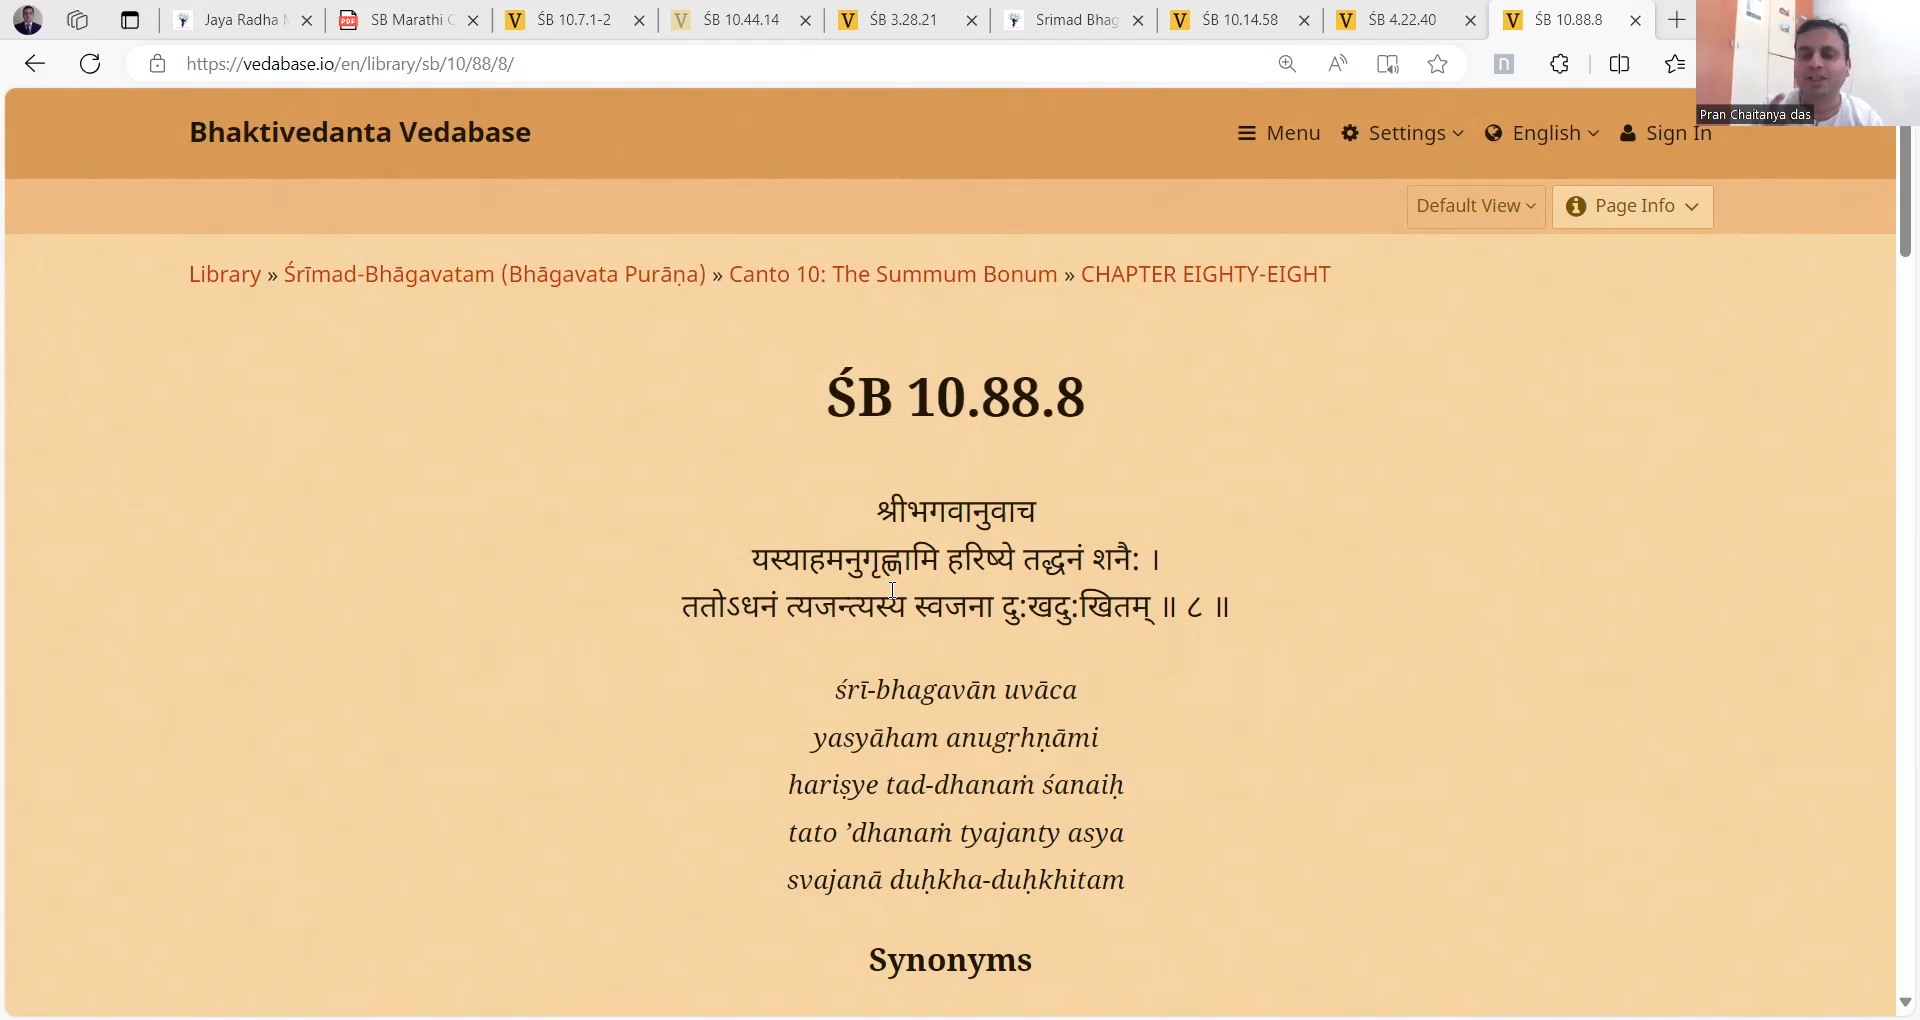 Jaya Radha M
SB Marathi C
ŚB 10.7.1-2
ŚB 10.44.14
ŚB 3.28.21
Srimad Bhag
ŚB 10.14.58
ŚB 4.22.40
ŚB 10.88.8
https://vedabase.io/en/library/sb/10/88/8/
Pran Chaitanya das
Bhaktivedanta Vedabase
Menu Settings English Sign In
Default View Page Info
Library » Śrīmad-Bhāgavatam (Bhāgavata Purāṇa) » Canto 10: The Summum Bonum » CHAPTER EIGHTY-EIGHT
ŚB 10.88.8
श्रीभगवानुवाच
यस्याहमनुगृह्णामि हरिष्ये तद्धनं शनै: ।
ततोऽधनं त्यजन्त्यस्य स्वजना दु:खदु:खितम् ॥ ८ ॥
śrī-bhagavān uvāca
yasyāham anugṛhṇāmi
hariṣye tad-dhanaṁ śanaiḥ
tato ’dhanaṁ tyajanty asya
svajanā duḥkha-duḥkhitam
Synonyms